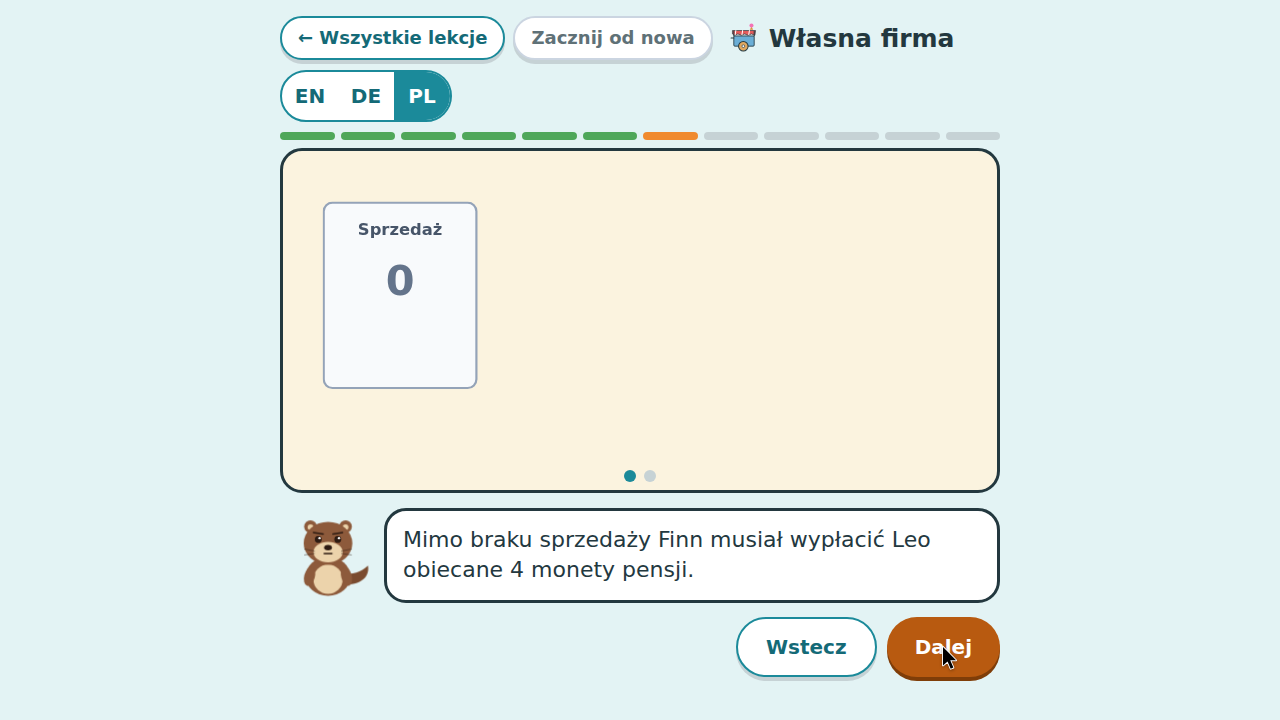 ← Wszystkie lekcje
Zacznij od nowa
Własna firma
EN DE PL
Sprzedaż
0
Mimo braku sprzedaży Finn musiał wypłacić Leo
obiecane 4 monety pensji.
Wstecz
Dalej